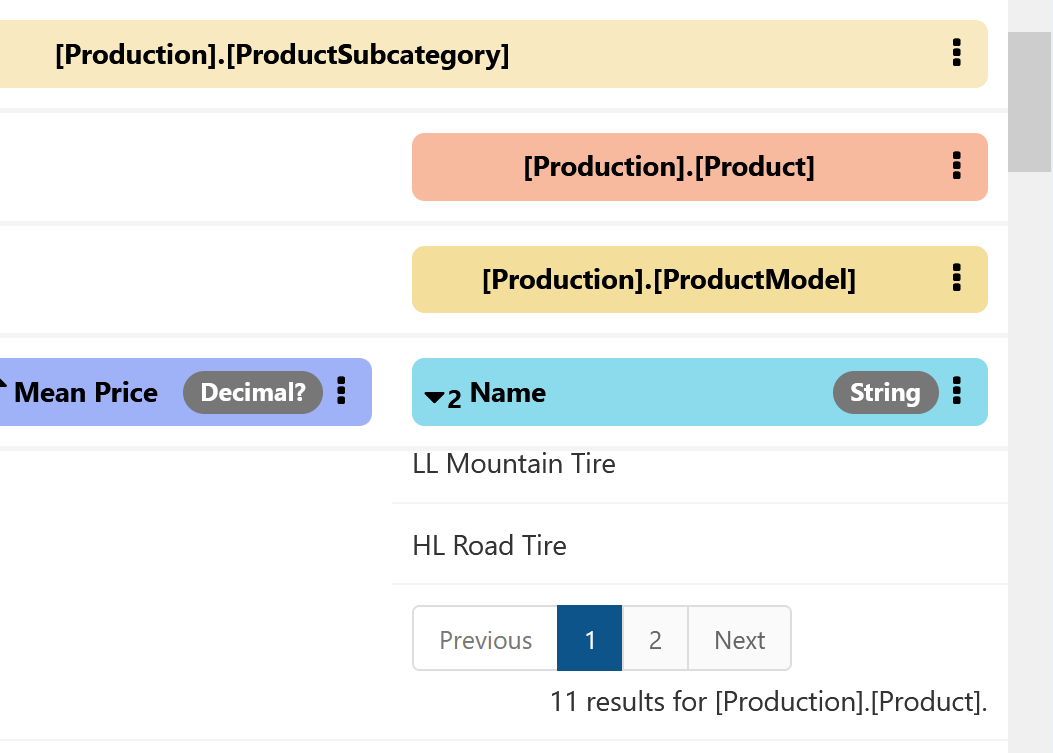 [Production].[ProductSubcategory]
[Production].[Product]
[Production].[ProductModel]
Mean Price Decimal? 2 Name String
LL Mountain Tire
HL Road Tire
Previous 1 2 Next
11 results for [Production].[Product].